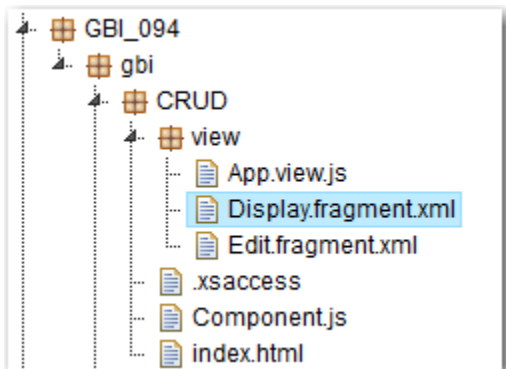 GBI_094
gbi
CRUD
view
App.view.js
Display.fragment.xml
Edit.fragment.xml
.xsaccess
Component.js
index.html